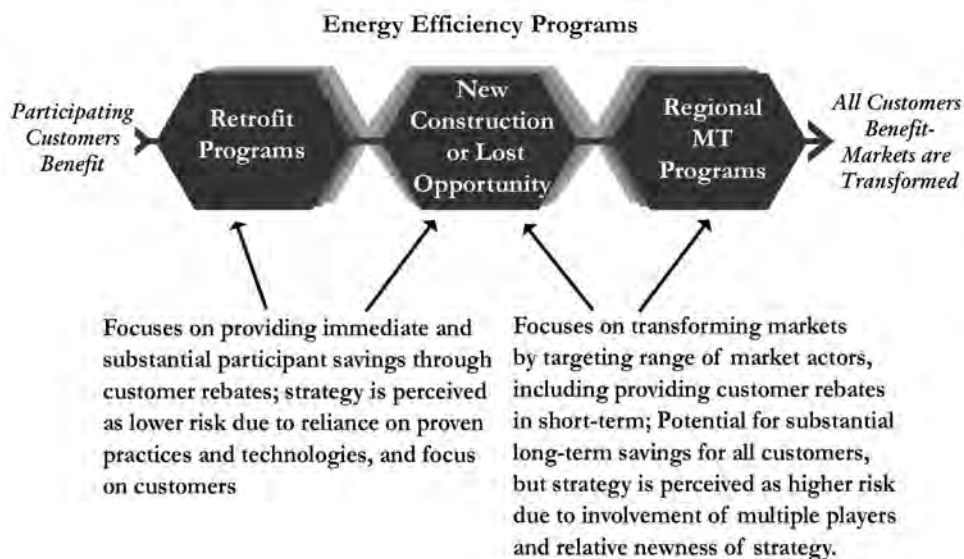 Energy Efficiency Programs
Participating
Customers
Benefit
Retrofit
Programs
New
Construction
or Lost
Opportunity
Regional
MT
Programs
All Customers
Benefit-
Markets are
Transformed
Focuses on providing immediate and
substantial participant savings through
customer rebates; strategy is perceived
as lower risk due to reliance on proven
practices and technologies, and focus
on customers
Focuses on transforming markets
by targeting range of market actors,
including providing customer rebates
in short-term; Potential for substantial
long-term savings for all customers,
but strategy is perceived as higher risk
due to involvement of multiple players
and relative newness of strategy.